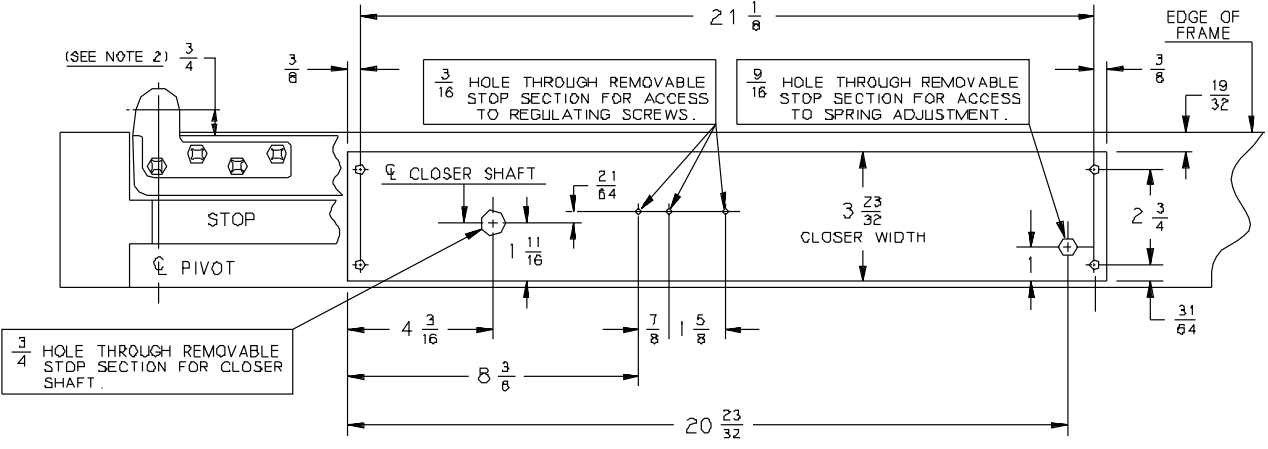 21 1/8
EDGE OF
FRAME
(SEE NOTE 2) 3/4
3/8
3/16 HOLE THROUGH REMOVABLE
STOP SECTION FOR ACCESS
TO REGULATING SCREWS.
9/16 HOLE THROUGH REMOVABLE
STOP SECTION FOR ACCESS
TO SPRING ADJUSTMENT.
3/8
19/32
℄ CLOSER SHAFT
21/64
3 23/32
CLOSER WIDTH
2 3/4
STOP
1 11/16
1
℄ PIVOT
31/64
3/4 HOLE THROUGH REMOVABLE
STOP SECTION FOR CLOSER
SHAFT.
4 3/16
7/8
1 5/8
8 3/8
20 23/32